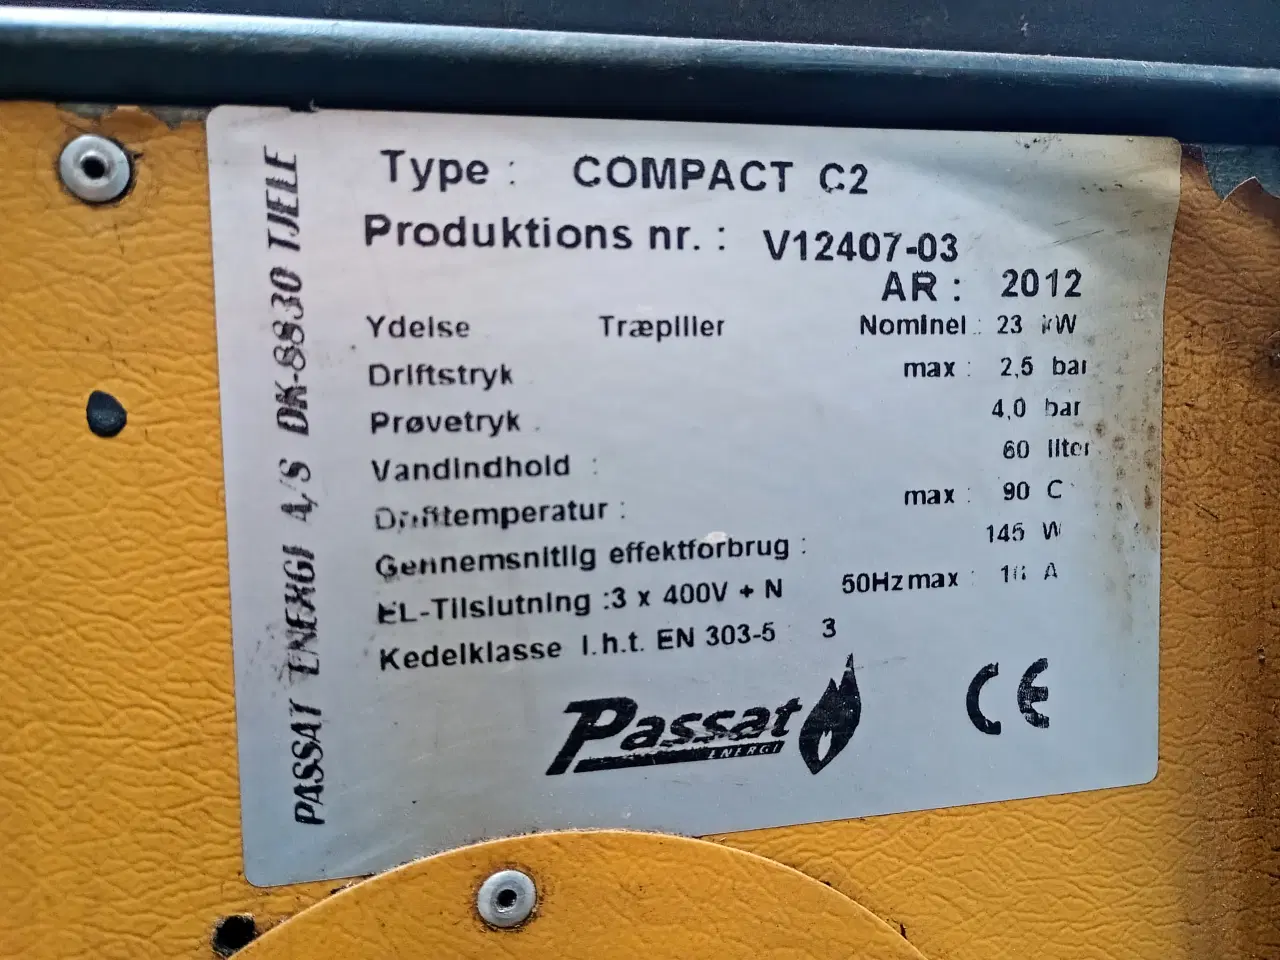 PASSAT ENERGI A/S DK-8830 TJELE
Type : COMPACT C2
Produktions nr. : V12407-03
AR : 2012
Ydelse Træpiller Nominel : 23 kW
Driftstryk max : 2,5 bar
Prøvetryk 4,0 bar
Vandindhold : 60 liter
Drifttemperatur : max : 90 C
Gennemsnitlig effektforbrug : 145 W
EL-Tilslutning :3 x 400V + N 50Hz max : A
Kedelklasse i.h.t. EN 303-5 3
Passat
ENERGI
CE